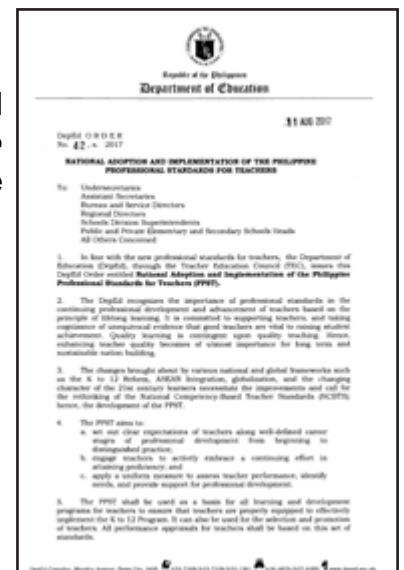 Republic of the Philippines
Department of Education
31 AUG 2017
DepEd O R D E R
No. 42, s. 2017
NATIONAL ADOPTION AND IMPLEMENTATION OF THE PHILIPPINE
PROFESSIONAL STANDARDS FOR TEACHERS
To: Undersecretaries
Assistant Secretaries
Bureau and Service Directors
Regional Directors
Schools Division Superintendents
Public and Private Elementary and Secondary Schools Heads
All Others Concerned
1. In line with the new professional standards for teachers, the Department of
Education (DepEd), through the Teacher Education Council (TEC), issues this
DepEd Order entitled National Adoption and Implementation of the Philippine
Professional Standards for Teachers (PPST).
2. The DepEd recognizes the importance of professional standards in the
continuing professional development and advancement of teachers based on the
principle of lifelong learning. It is committed to supporting teachers, and taking
cognizance of unequivocal evidence that good teachers are vital to raising student
achievement. Quality learning is contingent upon quality teaching. Hence,
enhancing teacher quality becomes of utmost importance for long term and
sustainable nation building.
3. The changes brought about by various national and global frameworks such
as the K to 12 Reform, ASEAN Integration, globalization, and the changing
character of the 21st century learners necessitate the improvements and call for
the rethinking of the National Competency-Based Teacher Standards (NCBTS),
hence, the development of the PPST.
4. The PPST aims to:
a. set out clear expectations of teachers along well-defined career
stages of professional development from beginning to
distinguished practice;
b. engage teachers to actively embrace a continuing effort in
attaining proficiency; and
c. apply a uniform measure to assess teacher performance, identify
needs, and provide support for professional development.
5. The PPST shall be used as a basis for all learning and development
programs for teachers to ensure that teachers are properly equipped to effectively
implement the K to 12 Program. It can also be used for the selection and promotion
of teachers. All performance appraisals for teachers shall be based on this set of
standards.